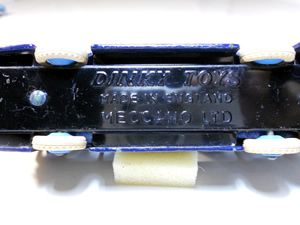 DINKY TOYS
MADE IN ENGLAND
MECCANO LTD